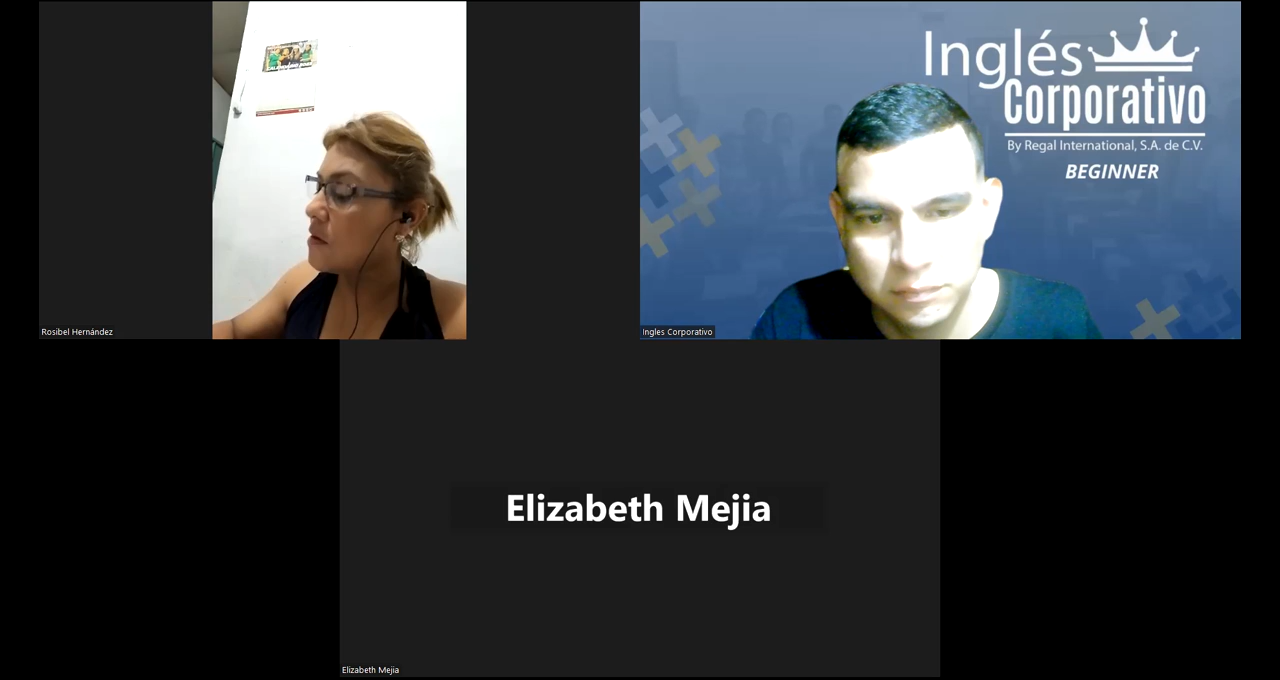 Inglés
Corporativo
By Regal International, S.A. de C.V.
BEGINNER
Rosibel Hernández
Ingles Corporativo
Elizabeth Mejia
Elizabeth Mejia